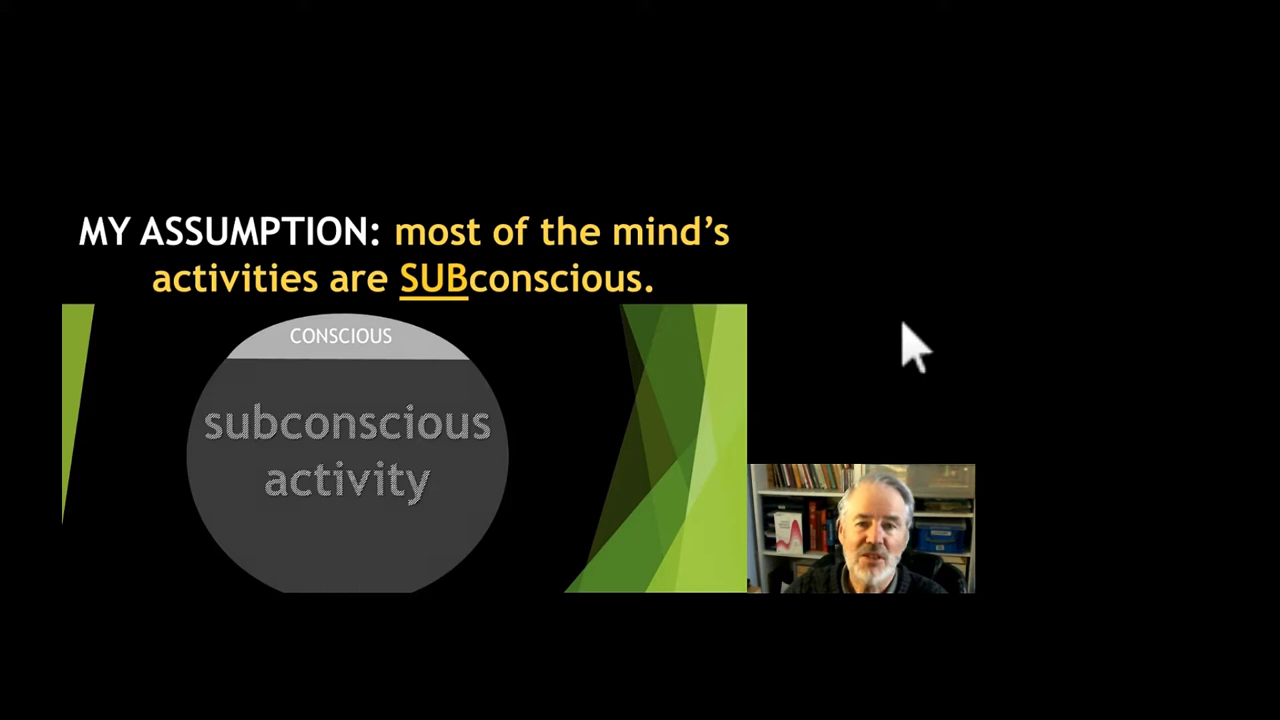 MY ASSUMPTION: most of the mind’s
activities are SUBconscious.
CONSCIOUS
subconscious
activity